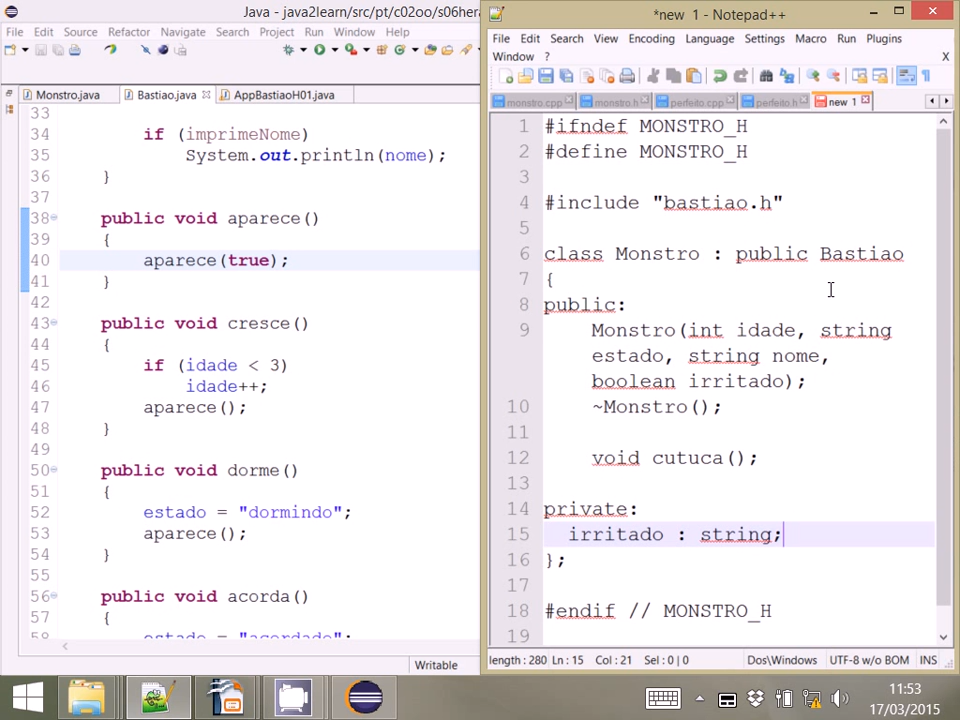 Java - java2learn/src/pt/c02oo/s06hera
File Edit Source Refactor Navigate Search Project Run Window Help
Monstro.java Bastiao.java AppBastiaoH01.java
33
34 if (imprimeNome)
35 System.out.println(nome);
36 }
37
38 public void aparece()
39 {
40 aparece(true);
41 }
42
43 public void cresce()
44 {
45 if (idade < 3)
46 idade++;
47 aparece();
48 }
49
50 public void dorme()
51 {
52 estado = "dormindo";
53 aparece();
54 }
55
56 public void acorda()
57 {
58 estado = "acordado";
Writable
*new 1 - Notepad++
File Edit Search View Encoding Language Settings Macro Run Plugins
Window ? X
monstro.cpp monstro.h perfeito.cpp perfeito.h new 1
1 #ifndef MONSTRO_H
2 #define MONSTRO_H
3
4 #include "bastiao.h"
5
6 class Monstro : public Bastiao
7 {
8 public:
9 Monstro(int idade, string
estado, string nome,
boolean irritado);
10 ~Monstro();
11
12 void cutuca();
13
14 private:
15 irritado : string;
16 };
17
18 #endif // MONSTRO_H
19
length : 280 Ln : 15 Col : 21 Sel : 0 | 0 Dos\Windows UTF-8 w/o BOM INS
11:53
17/03/2015